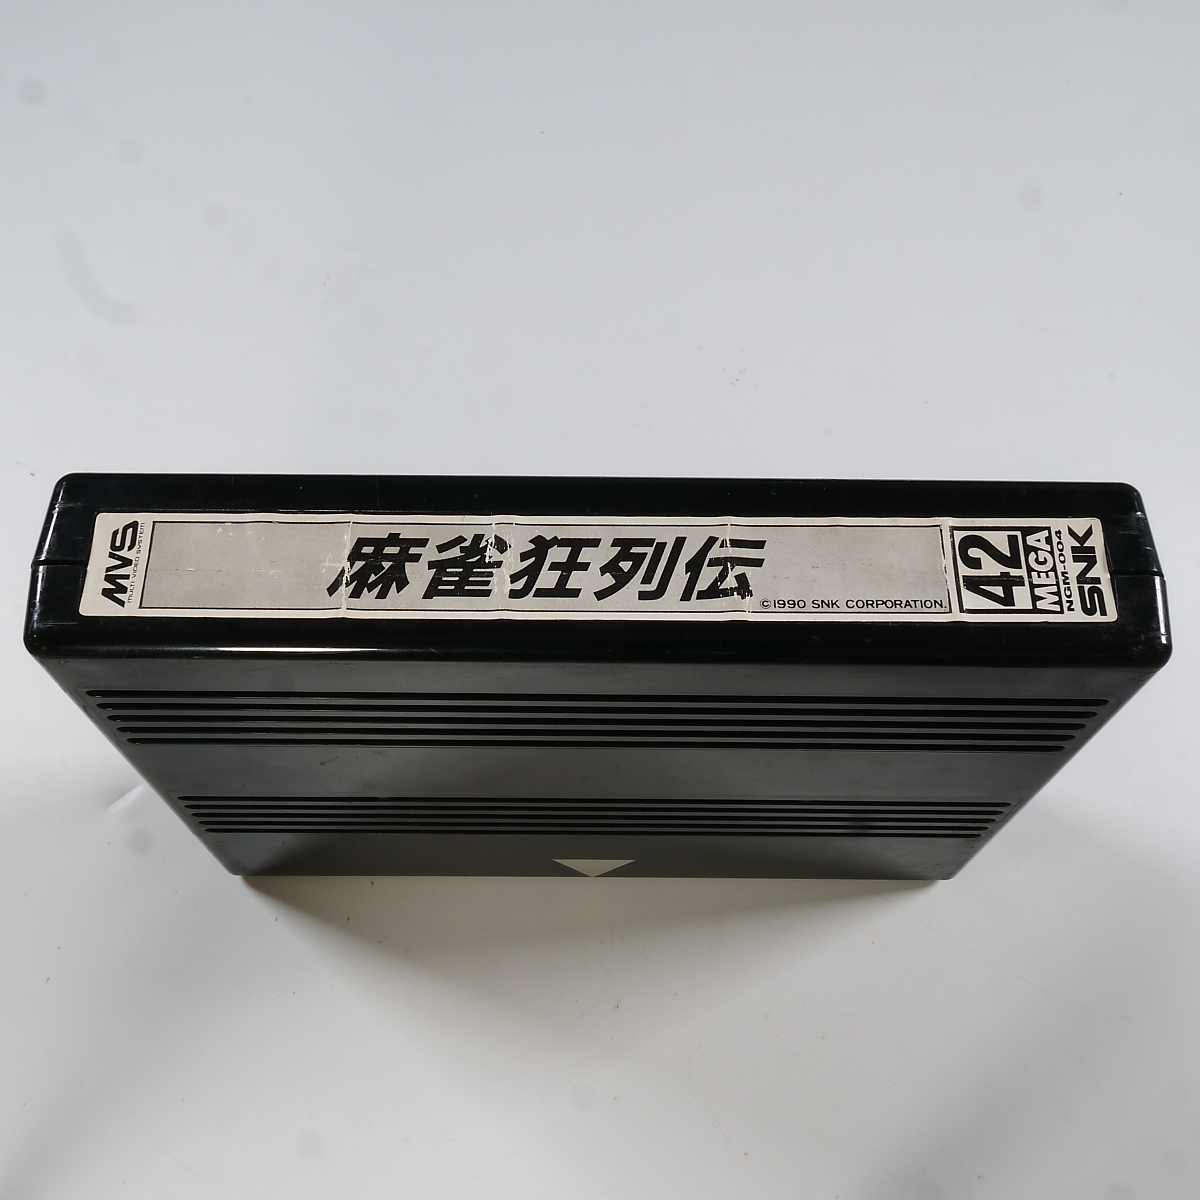 MVS
MULTI VIDEO SYSTEM
麻雀狂列伝
©1990 SNK CORPORATION.
42
MEGA
NGM-004
SNK